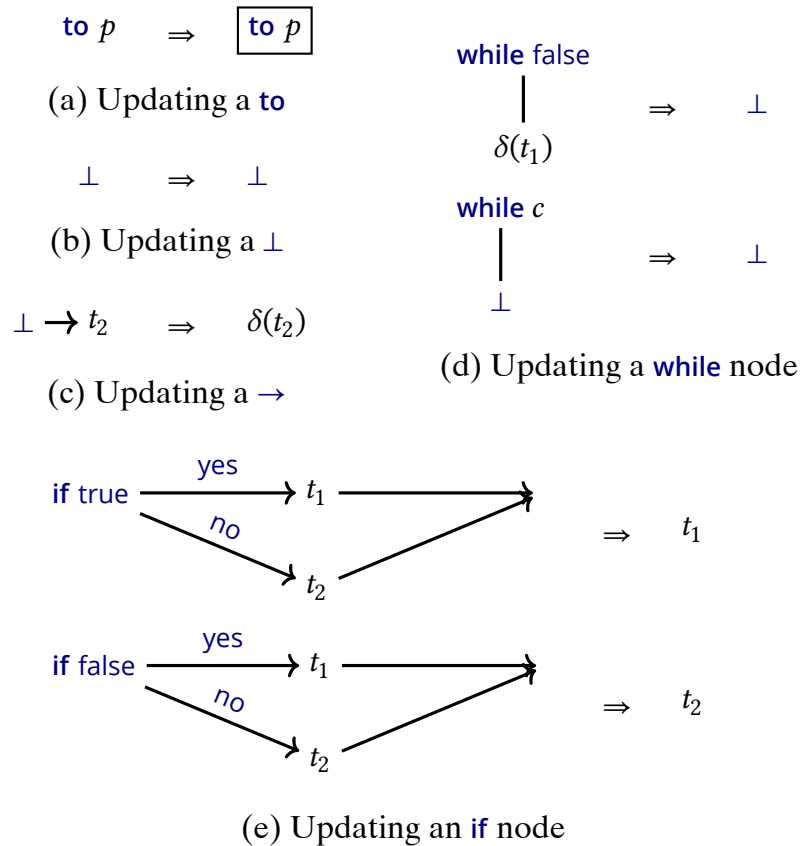 to p ⇒ to p
(a) Updating a to
⊥ ⇒ ⊥
(b) Updating a ⊥
⊥ → t₂ ⇒ δ(t₂)
(c) Updating a →
while false
⇒ ⊥
δ(t₁)
while c
⇒ ⊥
⊥
(d) Updating a while node
yes
if true t₁
no
⇒ t₁
t₂
yes
if false t₁
no
⇒ t₂
t₂
(e) Updating an if node